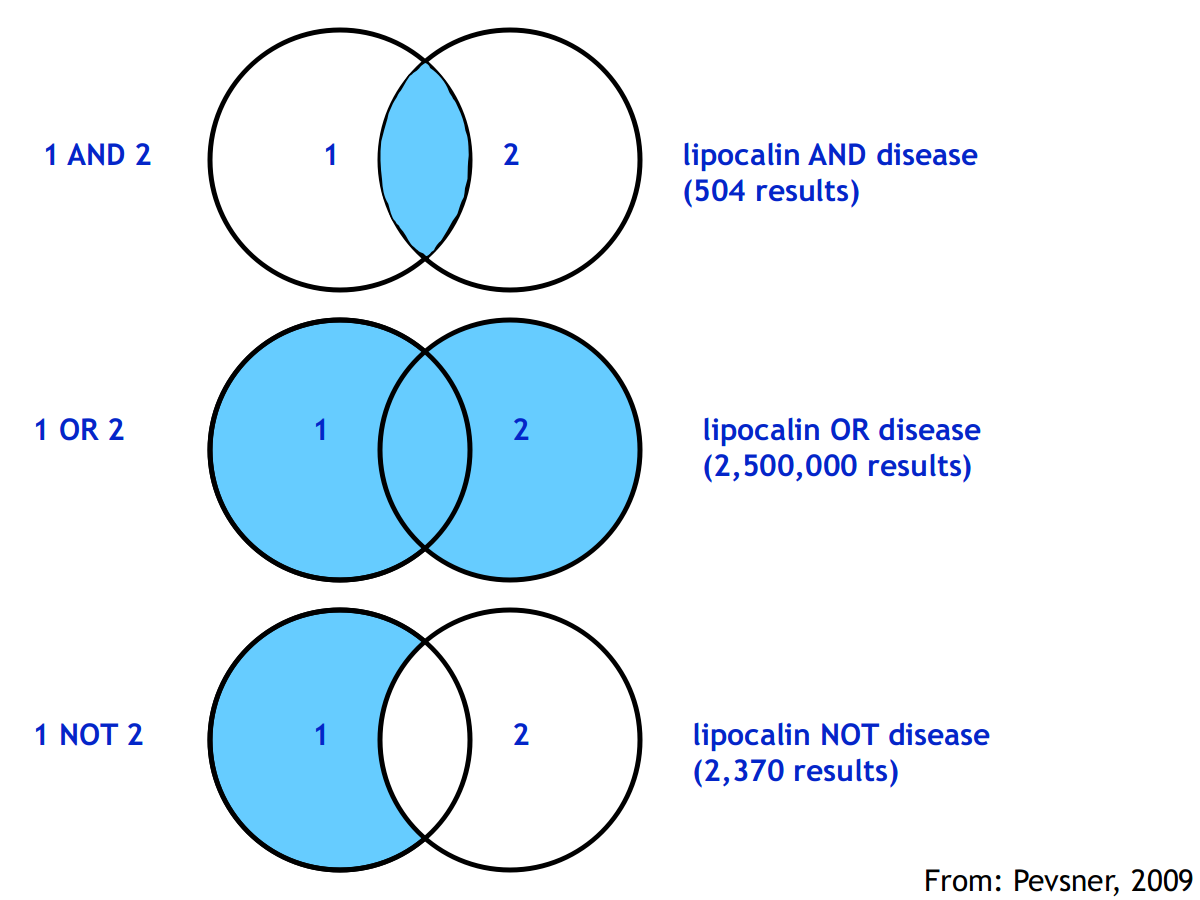 1 AND 2
1
2
lipocalin AND disease
(504 results)
1 OR 2
1
2
lipocalin OR disease
(2,500,000 results)
1 NOT 2
1
2
lipocalin NOT disease
(2,370 results)
From: Pevsner, 2009